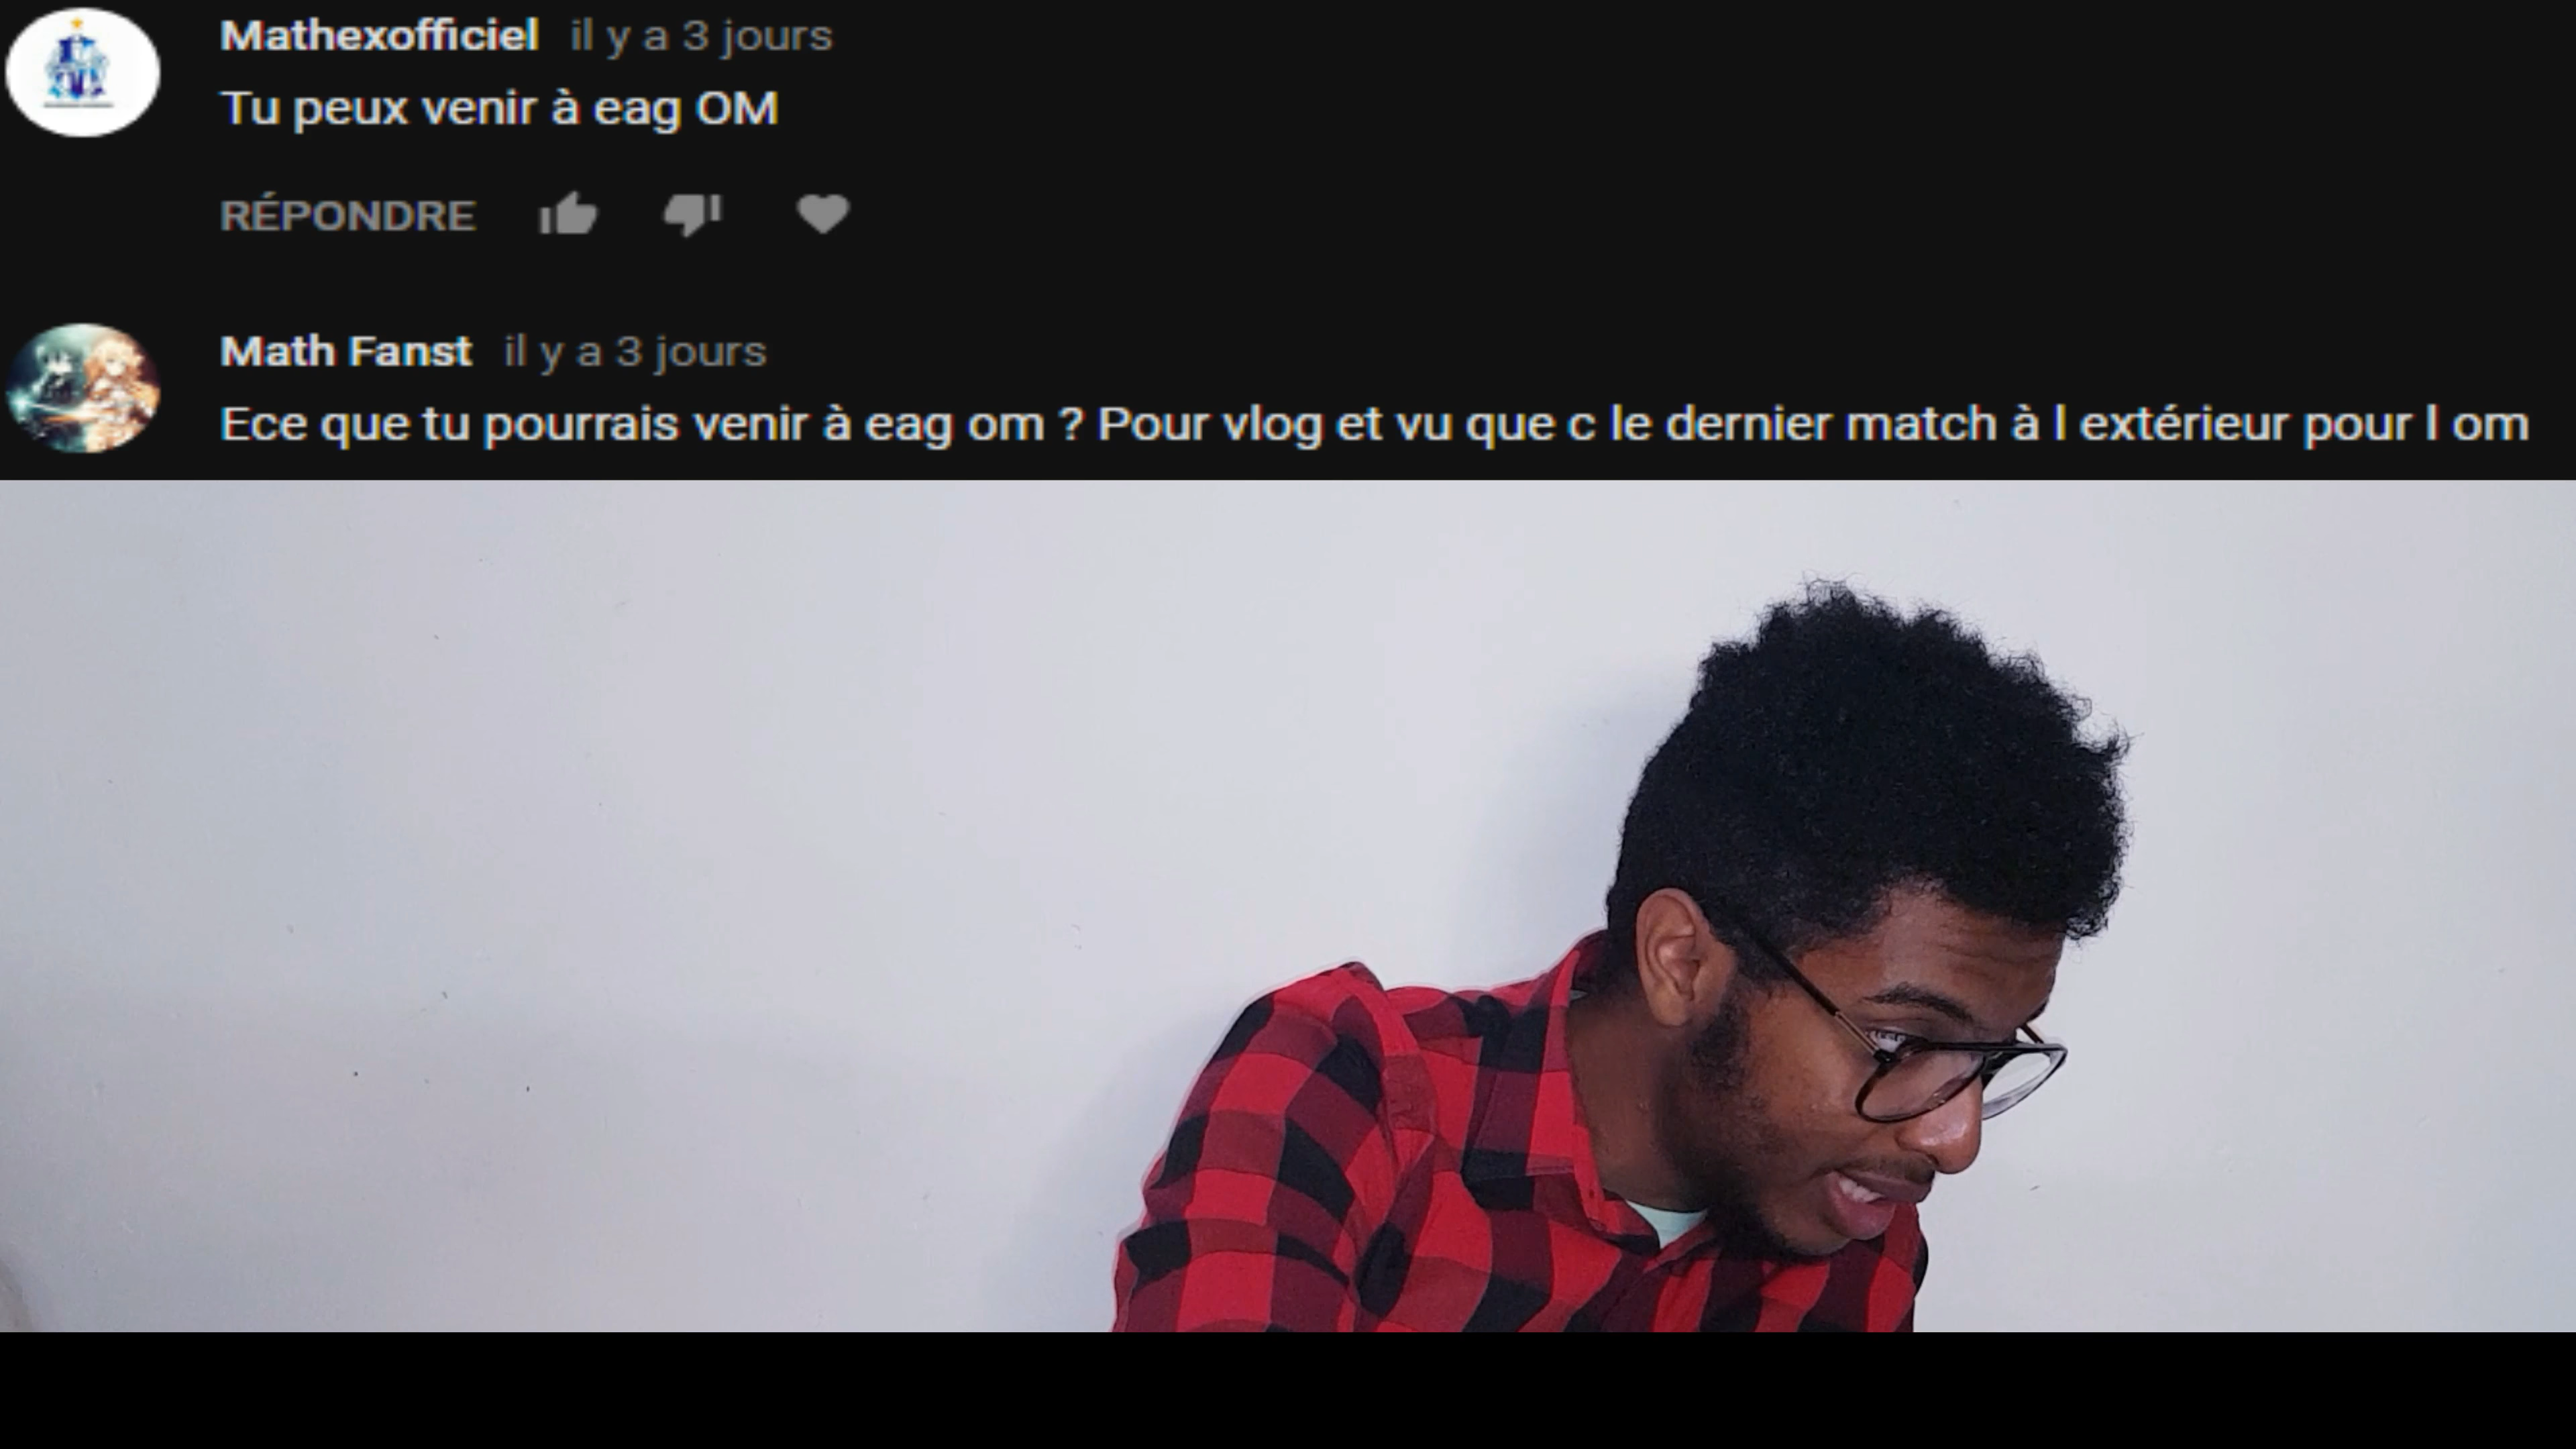 Mathexofficiel il y a 3 jours
Tu peux venir à eag OM
RÉPONDRE
Math Fanst il y a 3 jours
Ece que tu pourrais venir à eag om ? Pour vlog et vu que c le dernier match à l extérieur pour l om